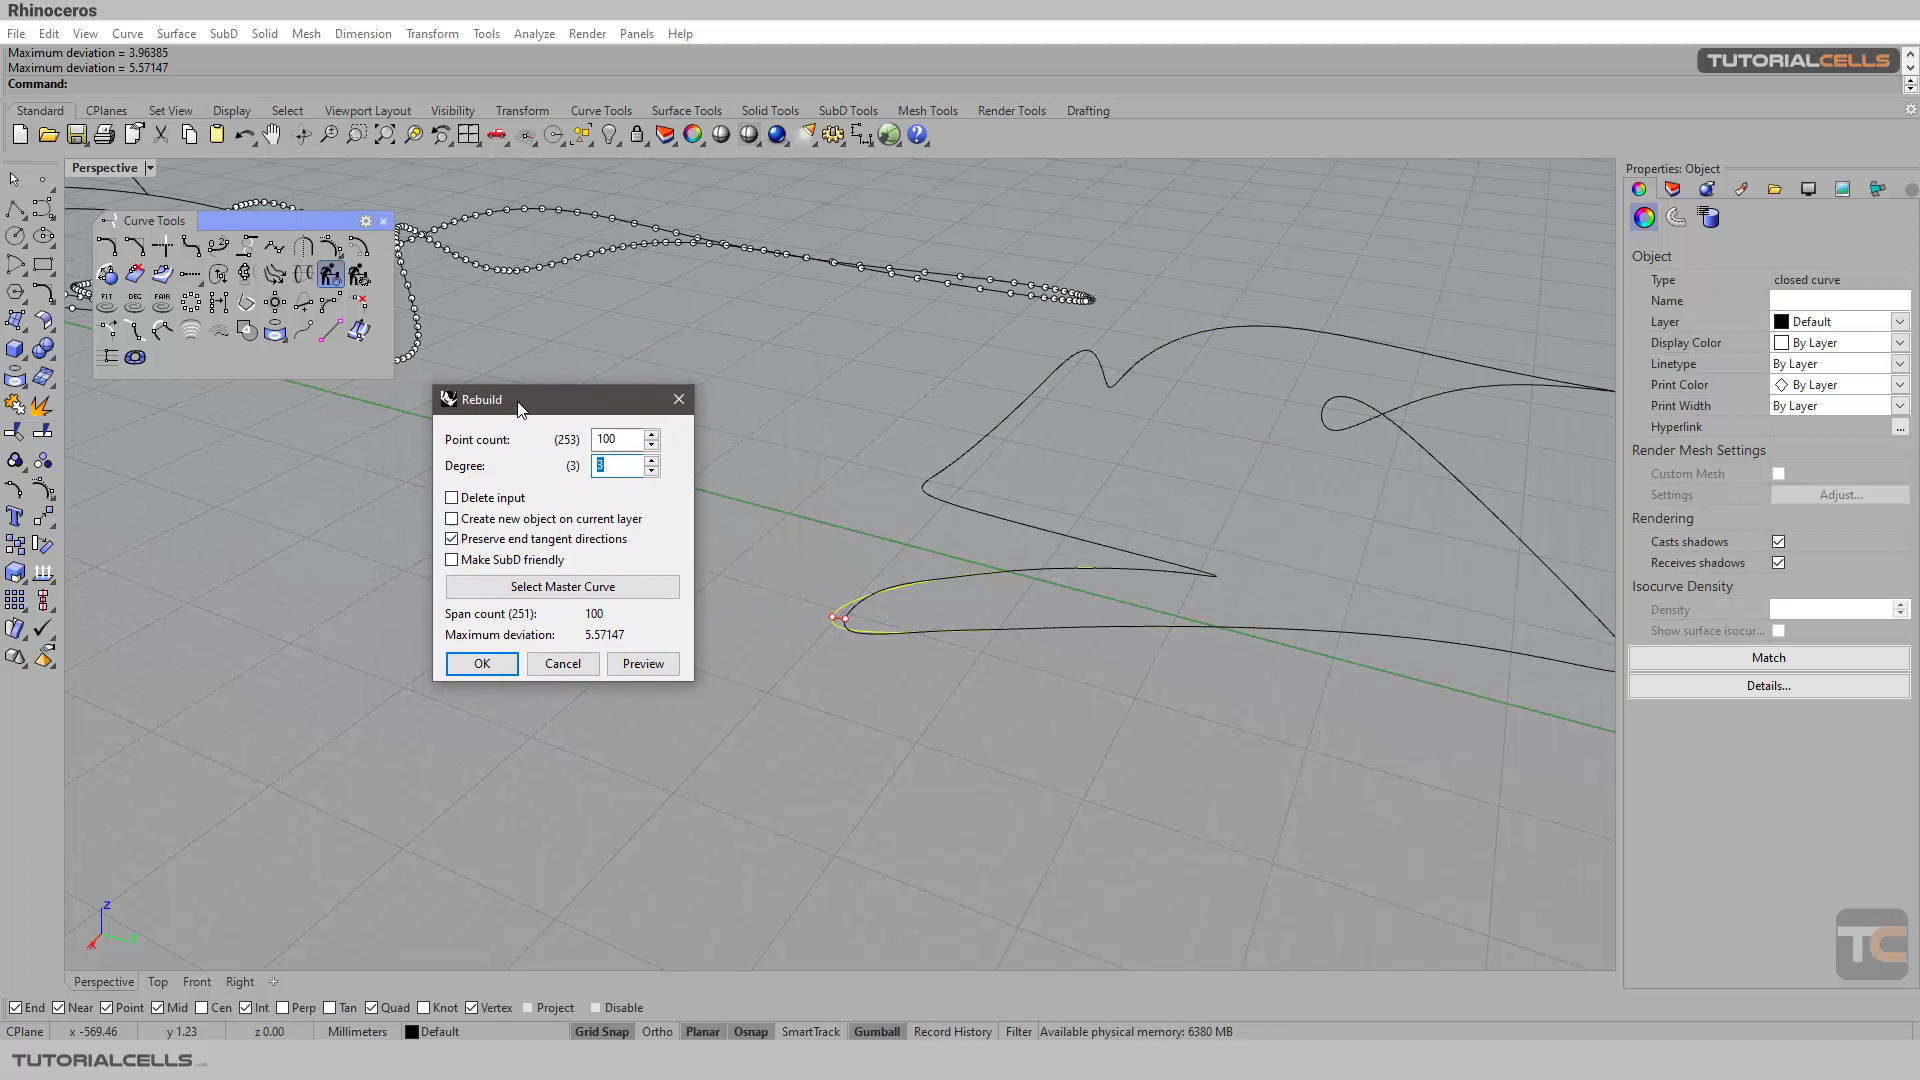 Rhinoceros
File Edit View Curve Surface SubD Solid Mesh Dimension Transform Tools Analyze Render Panels Help
Maximum deviation = 3.96385
Maximum deviation = 5.57147
Command:
TUTORIALCELLS
Standard CPlanes Set View Display Select Viewport Layout Visibility Transform Curve Tools Surface Tools Solid Tools SubD Tools Mesh Tools Render Tools Drafting
Perspective
Curve Tools
FIT DEG FAIR
Rebuild
Point count: (253) 100
Degree: (3) 3
Delete input
Create new object on current layer
Preserve end tangent directions
Make SubD friendly
Select Master Curve
Span count (251): 100
Maximum deviation: 5.57147
OK Cancel Preview
Properties: Object
Object
Type closed curve
Name
Layer Default
Display Color By Layer
Linetype By Layer
Print Color By Layer
Print Width By Layer
Hyperlink ...
Render Mesh Settings
Custom Mesh
Settings Adjust...
Rendering
Casts shadows
Receives shadows
Isocurve Density
Density
Show surface isocur...
Match
Details...
TC
z
x
Perspective Top Front Right
End Near Point Mid Cen Int Perp Tan Quad Knot Vertex Project Disable
CPlane x -569.46 y 1.23 z 0.00 Millimeters Default Grid Snap Ortho Planar Osnap SmartTrack Gumball Record History Filter Available physical memory: 6380 MB
TUTORIALCELLS